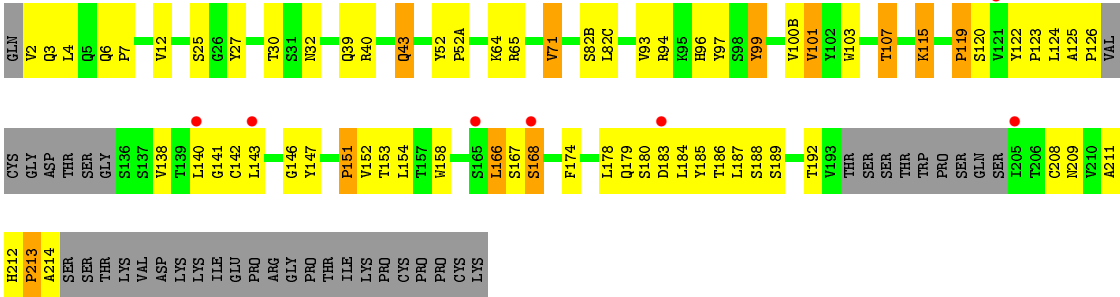 GLN V2 Q3 L4 Q5 Q6 P7 V12 S25 G26 Y27 T30 S31 N32 Q39 R40 Q43 Y52 P52A K64 R65 V71 S82B L82C V93 R94 K95 H96 Y97 S98 Y99 V100B V101 Y102 W103 T107 K115 P119 S120 V121 Y122 P123 L124 A125 P126 VAL
CYS GLY ASP THR SER GLY S136 S137 V138 T139 L140 G141 C142 L143 G146 Y147 P151 V152 T153 L154 T157 W158 S165 L166 S167 S168 F174 L178 Q179 S180 D183 L184 Y185 T186 L187 S188 S189 T192 V193 THR SER SER THR TRP PRO SER GLN SER I205 T206 C208 N209 V210 A211
H212 P213 A214 SER SER THR LYS VAL ASP LYS LYS ILE GLU PRO ARG GLY PRO THR ILE LYS PRO CYS PRO PRO CYS LYS